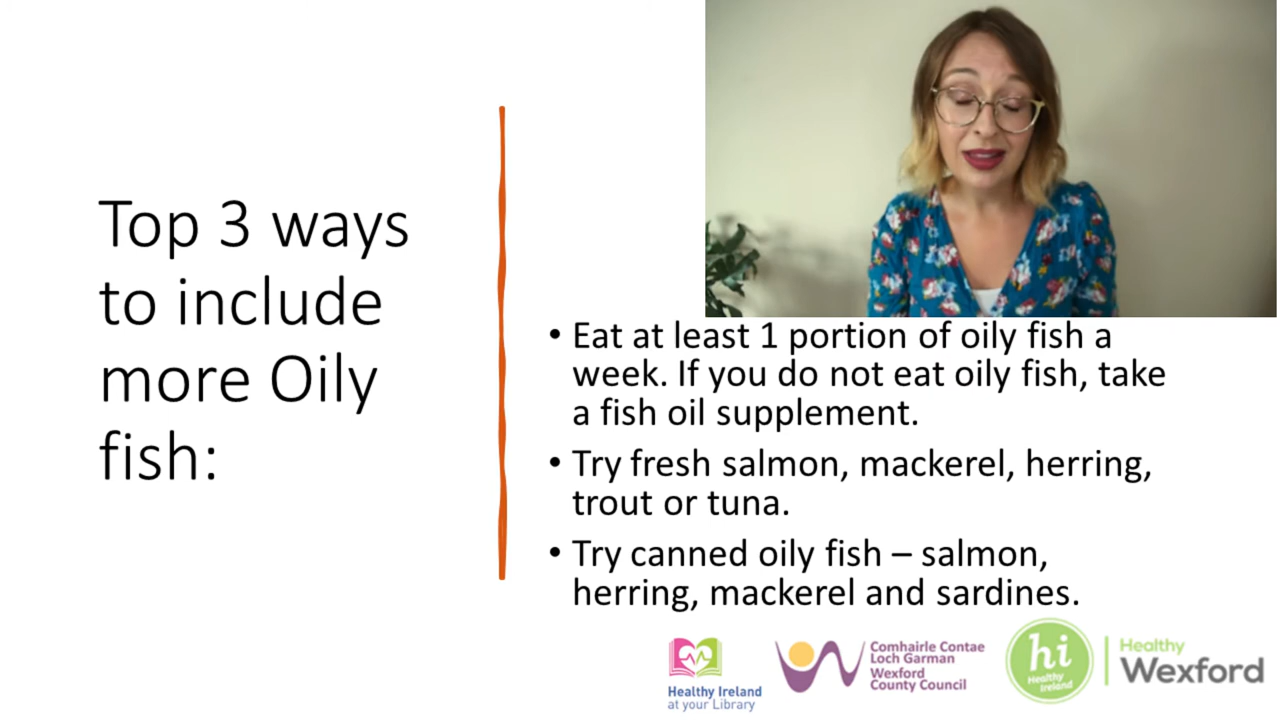 Top 3 ways
to include
more Oily
fish:
• Eat at least 1 portion of oily fish a
week. If you do not eat oily fish, take
a fish oil supplement.
• Try fresh salmon, mackerel, herring,
trout or tuna.
• Try canned oily fish – salmon,
herring, mackerel and sardines.
Healthy Ireland
at your Library
Comhairle Contae
Loch Garman
Wexford
County Council
hi
Healthy
Ireland
Healthy
Wexford